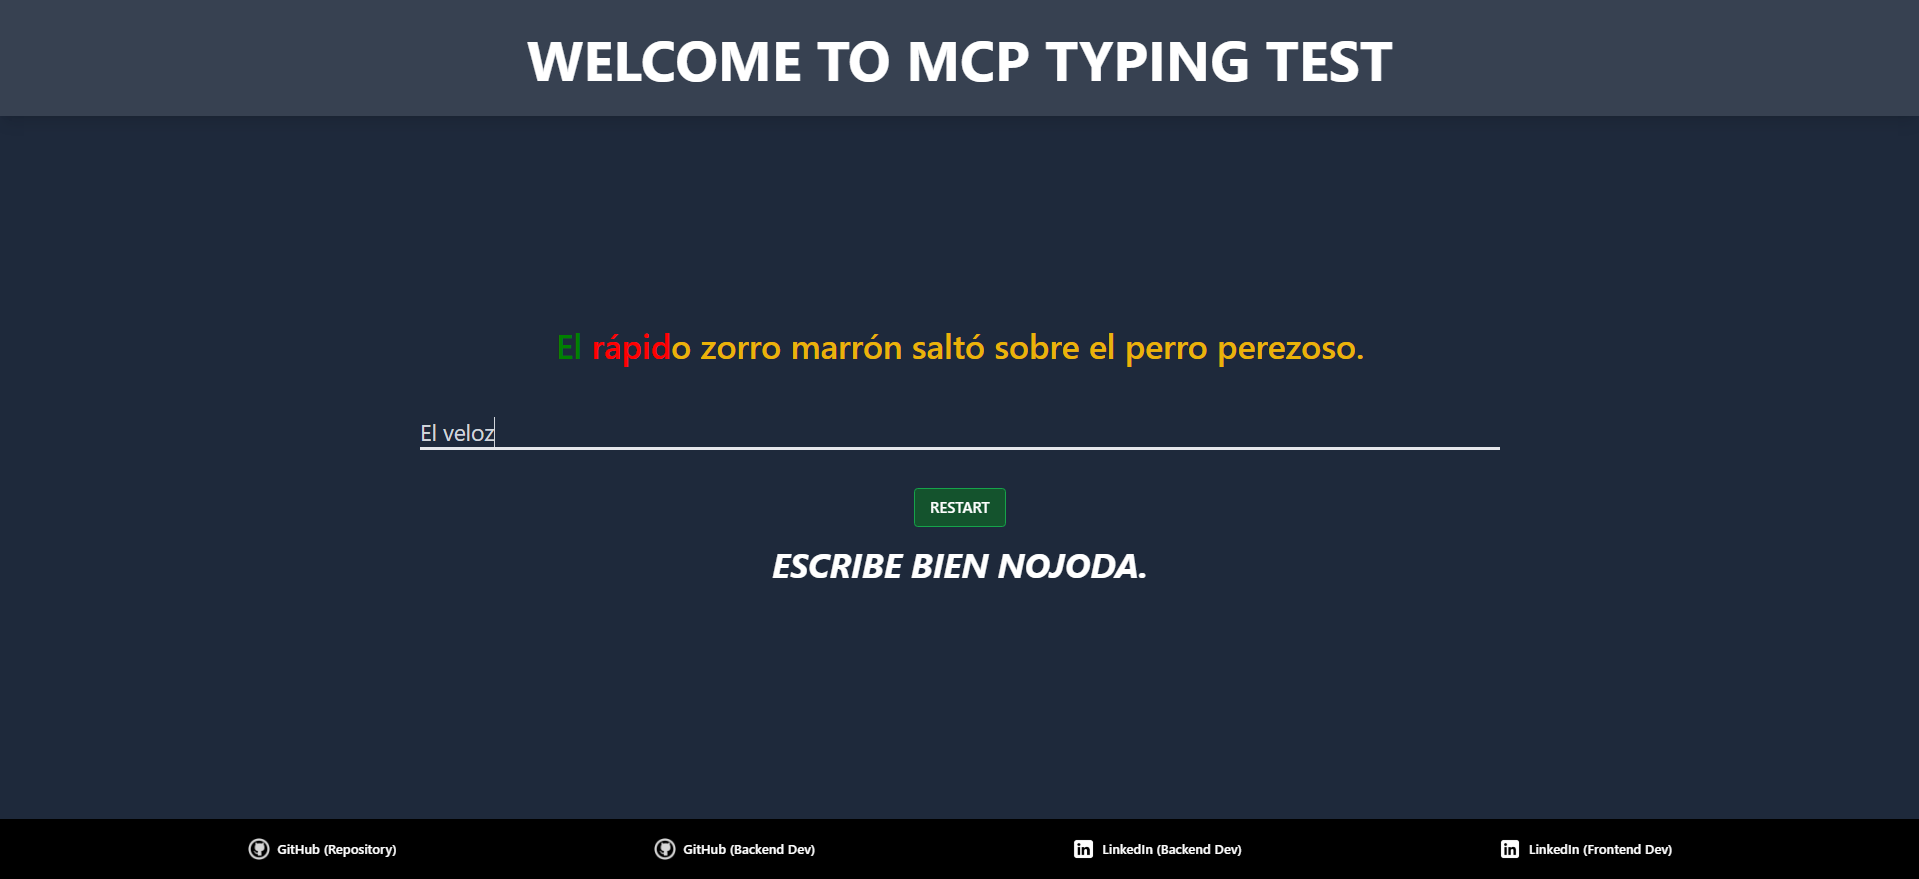 WELCOME TO MCP TYPING TEST
El rápido zorro marrón saltó sobre el perro perezoso.
El veloz
RESTART
ESCRIBE BIEN NOJODA.
GitHub (Repository)
GitHub (Backend Dev)
LinkedIn (Backend Dev)
LinkedIn (Frontend Dev)